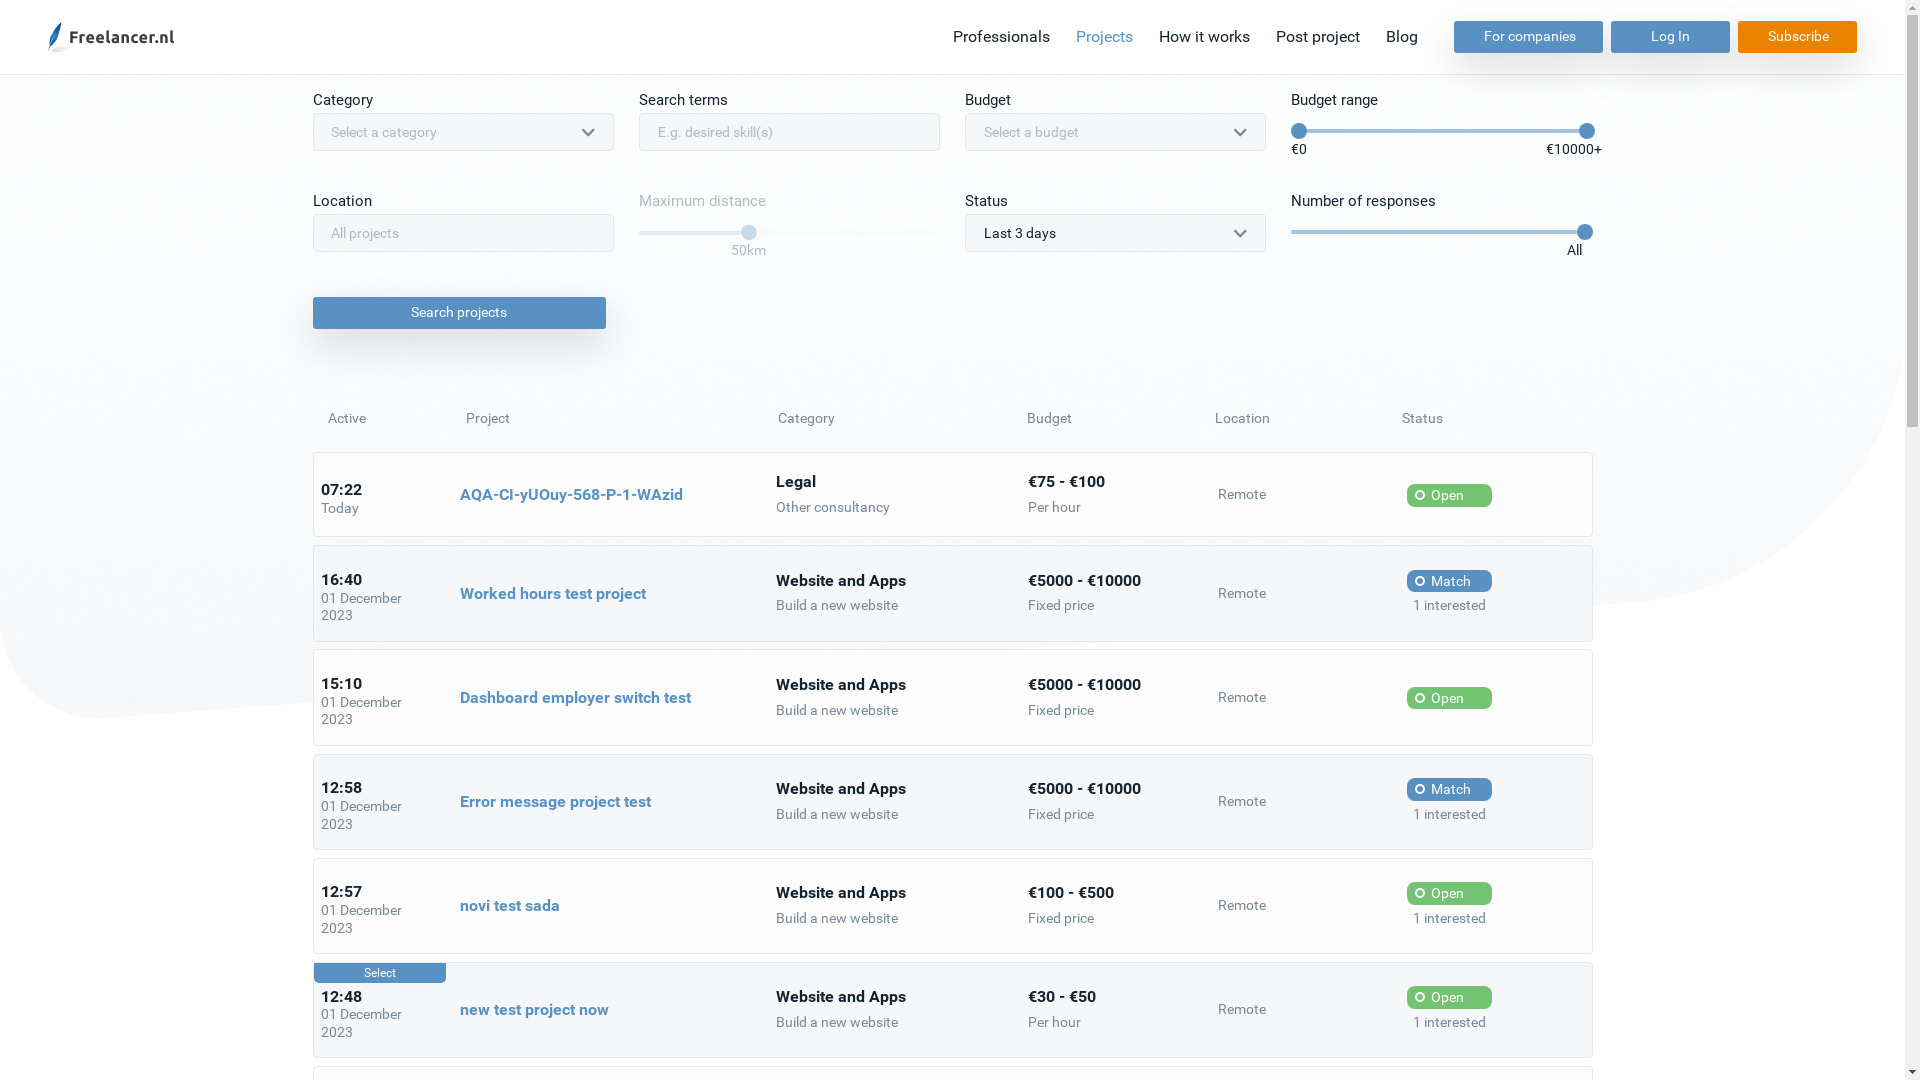 Freelancer.nl
Professionals Projects How it works Post project Blog For companies Log In Subscribe
Category Search terms Budget Budget range
Select a category E.g. desired skill(s) Select a budget
€0 €10000+
Location Maximum distance Status Number of responses
All projects Last 3 days
50km All
Search projects
Active Project Category Budget Location Status
07:22
Today
AQA-CI-yUOuy-568-P-1-WAzid
Legal
Other consultancy
€75 - €100
Per hour
Remote
Open
16:40
01 December
2023
Worked hours test project
Website and Apps
Build a new website
€5000 - €10000
Fixed price
Remote
Match
1 interested
15:10
01 December
2023
Dashboard employer switch test
Website and Apps
Build a new website
€5000 - €10000
Fixed price
Remote
Open
12:58
01 December
2023
Error message project test
Website and Apps
Build a new website
€5000 - €10000
Fixed price
Remote
Match
1 interested
12:57
01 December
2023
novi test sada
Website and Apps
Build a new website
€100 - €500
Fixed price
Remote
Open
1 interested
Select
12:48
01 December
2023
new test project now
Website and Apps
Build a new website
€30 - €50
Per hour
Remote
Open
1 interested